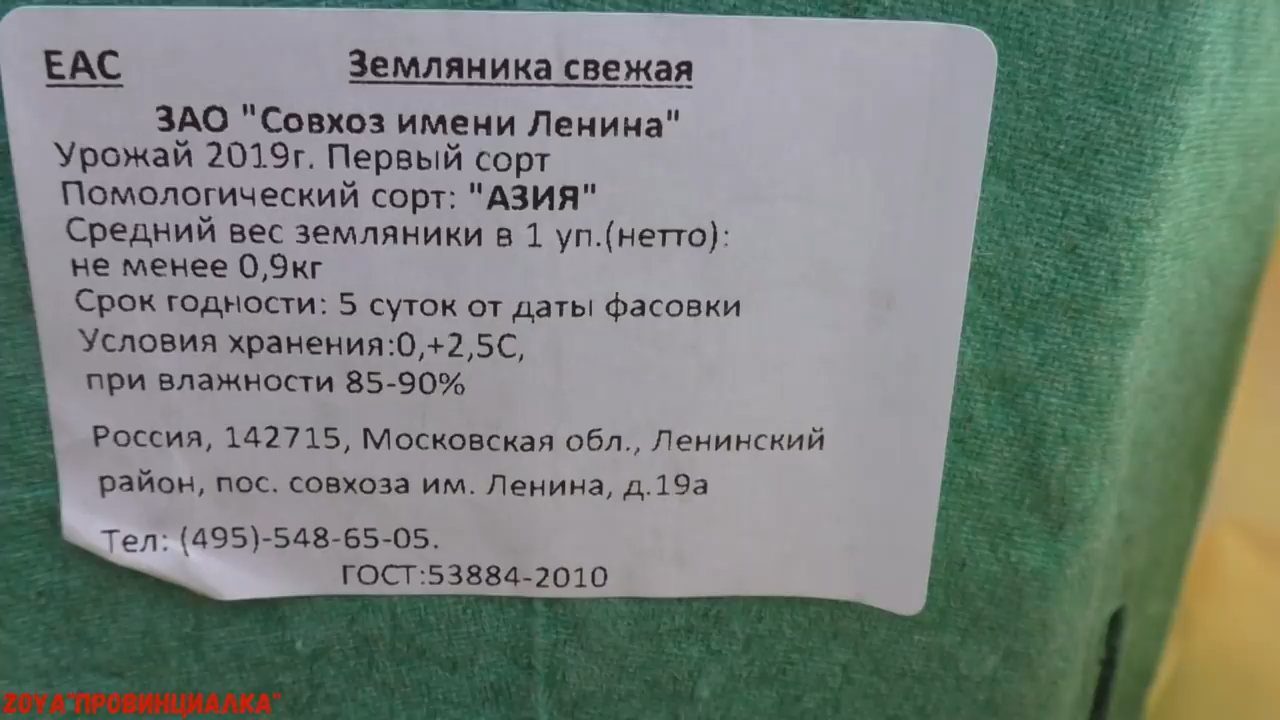 ЕАС Земляника свежая
ЗАО "Совхоз имени Ленина"
Урожай 2019г. Первый сорт
Помологический сорт: "АЗИЯ"
Средний вес земляники в 1 уп.(нетто):
не менее 0,9кг
Срок годности: 5 суток от даты фасовки
Условия хранения:0,+2,5С,
при влажности 85-90%
Россия, 142715, Московская обл., Ленинский
район, пос. совхоза им. Ленина, д.19а
Тел: (495)-548-65-05.
ГОСТ:53884-2010
ZOYA"ПРОВИНЦИАЛКА"